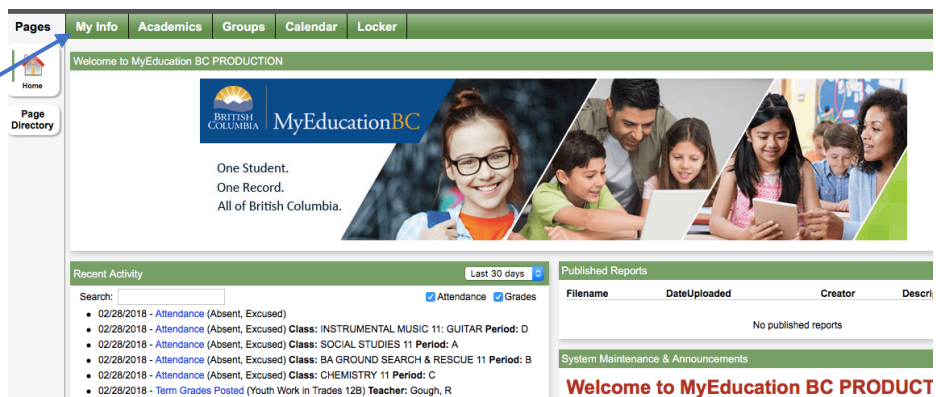 Pages
My Info Academics Groups Calendar Locker
Home
Page
Directory
Welcome to MyEducation BC PRODUCTION
BRITISH
COLUMBIA
MyEducationBC
One Student.
One Record.
All of British Columbia.
Recent Activity Last 30 days
Search: Attendance Grades
02/28/2018 - Attendance (Absent, Excused)
02/28/2018 - Attendance (Absent, Excused) Class: INSTRUMENTAL MUSIC 11: GUITAR Period: D
02/28/2018 - Attendance (Absent, Excused) Class: SOCIAL STUDIES 11 Period: A
02/28/2018 - Attendance (Absent, Excused) Class: BA GROUND SEARCH & RESCUE 11 Period: B
02/28/2018 - Attendance (Absent, Excused) Class: CHEMISTRY 11 Period: C
02/28/2018 - Term Grades Posted (Youth Work in Trades 12B) Teacher: Gough, R
Published Reports
Filename DateUploaded Creator Descrip
No published reports
System Maintenance & Announcements
Welcome to MyEducation BC PRODUCT